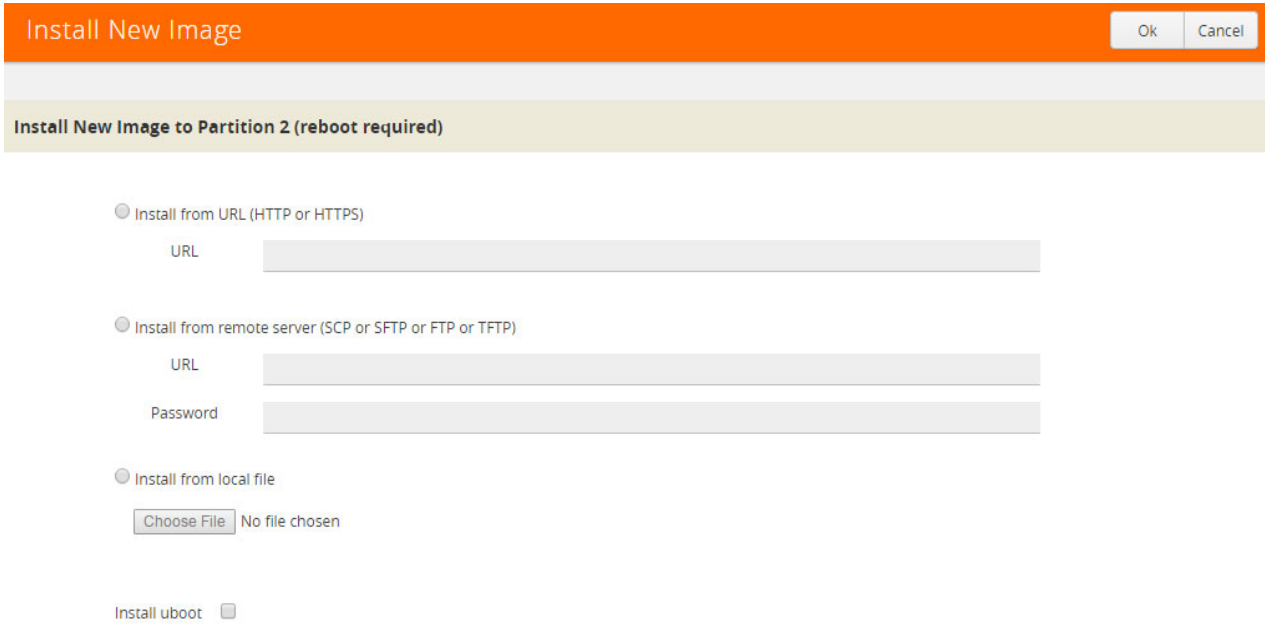 Install New Image
Ok Cancel
Install New Image to Partition 2 (reboot required)
Install from URL (HTTP or HTTPS)
URL
Install from remote server (SCP or SFTP or FTP or TFTP)
URL
Password
Install from local file
Choose File No file chosen
Install uboot